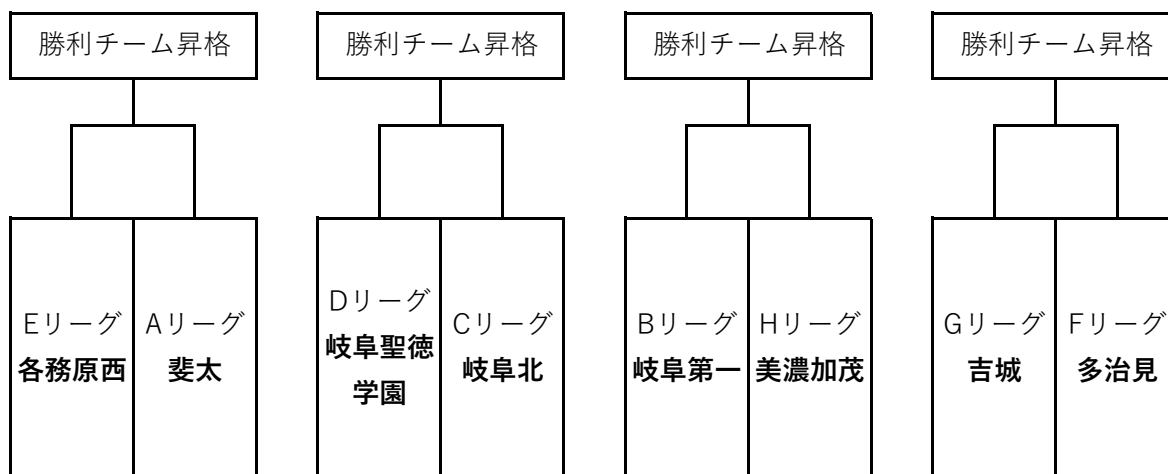 勝利チーム昇格
勝利チーム昇格
勝利チーム昇格
勝利チーム昇格
Eリーグ
各務原西
Aリーグ
斐太
Dリーグ
岐阜聖徳
学園
Cリーグ
岐阜北
Bリーグ
岐阜第一
Hリーグ
美濃加茂
Gリーグ
吉城
Fリーグ
多治見